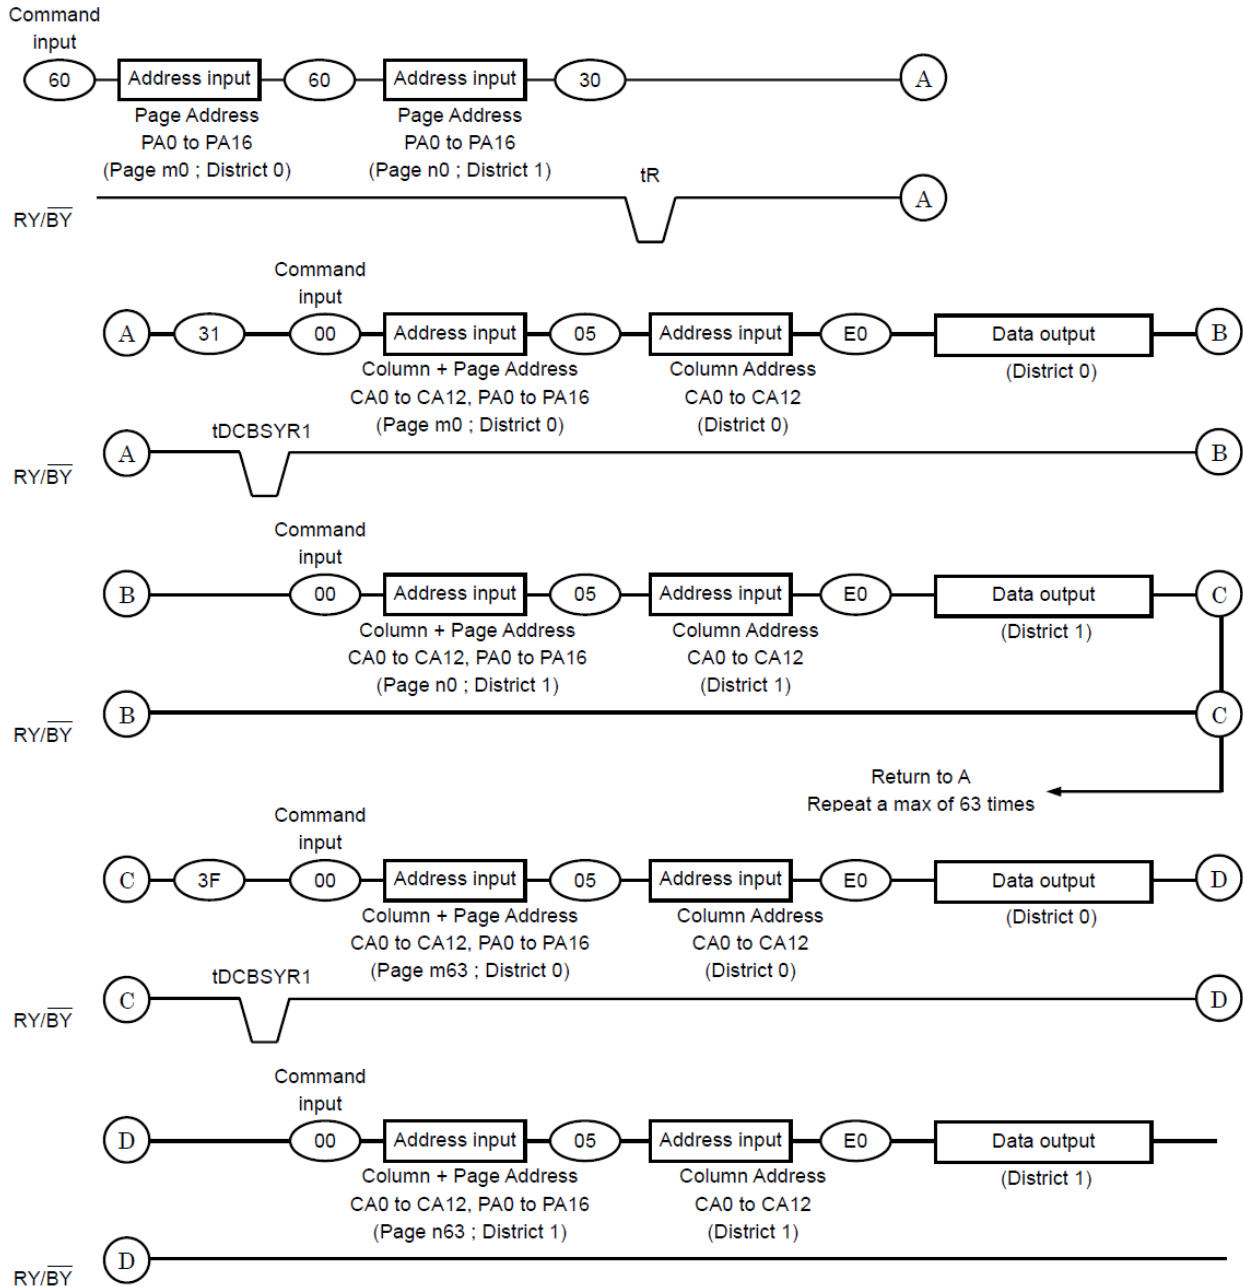 Command
input
60 Address input 60 Address input 30 A
Page Address Page Address
PA0 to PA16 PA0 to PA16
(Page m0 ; District 0) (Page n0 ; District 1)
tR
RY/BY A
Command
input
A 31 00 Address input 05 Address input E0 Data output B
Column + Page Address Column Address (District 0)
CA0 to CA12, PA0 to PA16 CA0 to CA12
(Page m0 ; District 0) (District 0)
tDCBSYR1
RY/BY A B
Command
input
B 00 Address input 05 Address input E0 Data output C
Column + Page Address Column Address (District 1)
CA0 to CA12, PA0 to PA16 CA0 to CA12
(Page n0 ; District 1) (District 1)
RY/BY B C
Return to A
Repeat a max of 63 times
Command
input
C 3F 00 Address input 05 Address input E0 Data output D
Column + Page Address Column Address (District 0)
CA0 to CA12, PA0 to PA16 CA0 to CA12
(Page m63 ; District 0) (District 0)
tDCBSYR1
RY/BY C D
Command
input
D 00 Address input 05 Address input E0 Data output
Column + Page Address Column Address (District 1)
CA0 to CA12, PA0 to PA16 CA0 to CA12
(Page n63 ; District 1) (District 1)
RY/BY D